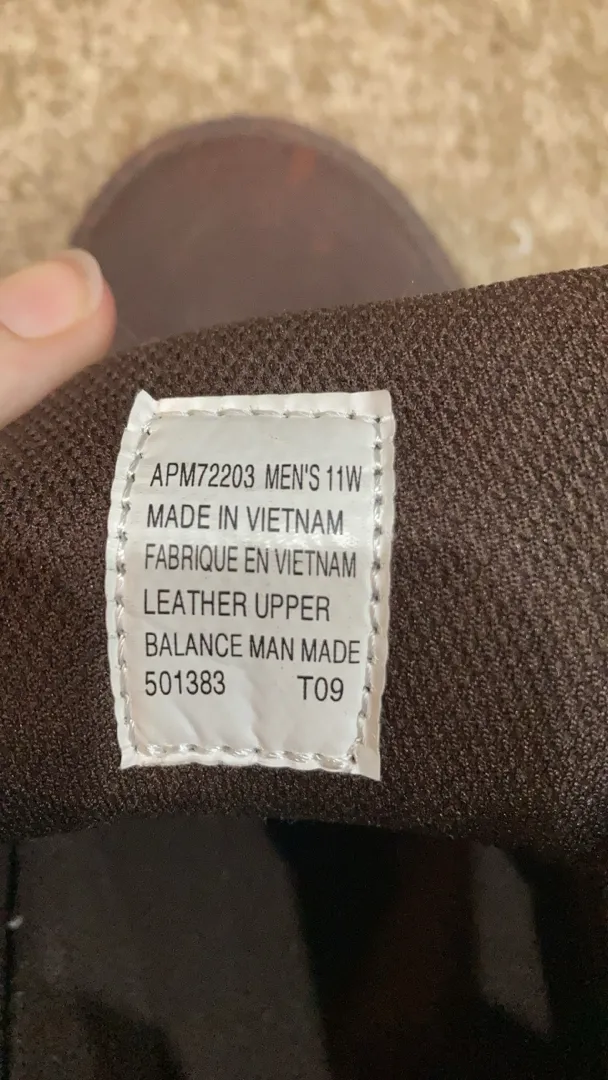 APM72203 MEN'S 11W
MADE IN VIETNAM
FABRIQUE EN VIETNAM
LEATHER UPPER
BALANCE MAN MADE
501383 T09